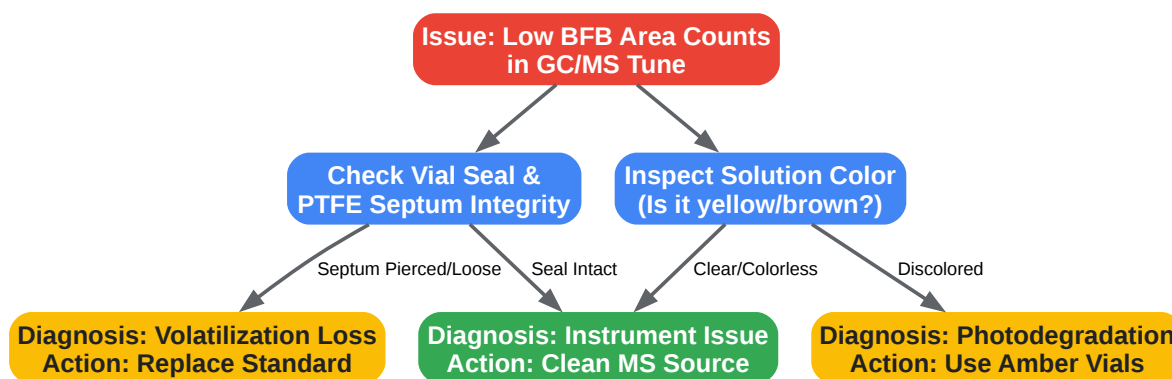 Issue: Low BFB Area Counts
in GC/MS Tune
Check Vial Seal &
PTFE Septum Integrity
Inspect Solution Color
(Is it yellow/brown?)
Septum Pierced/Loose
Seal Intact
Clear/Colorless
Discolored
Diagnosis: Volatilization Loss
Action: Replace Standard
Diagnosis: Instrument Issue
Action: Clean MS Source
Diagnosis: Photodegradation
Action: Use Amber Vials